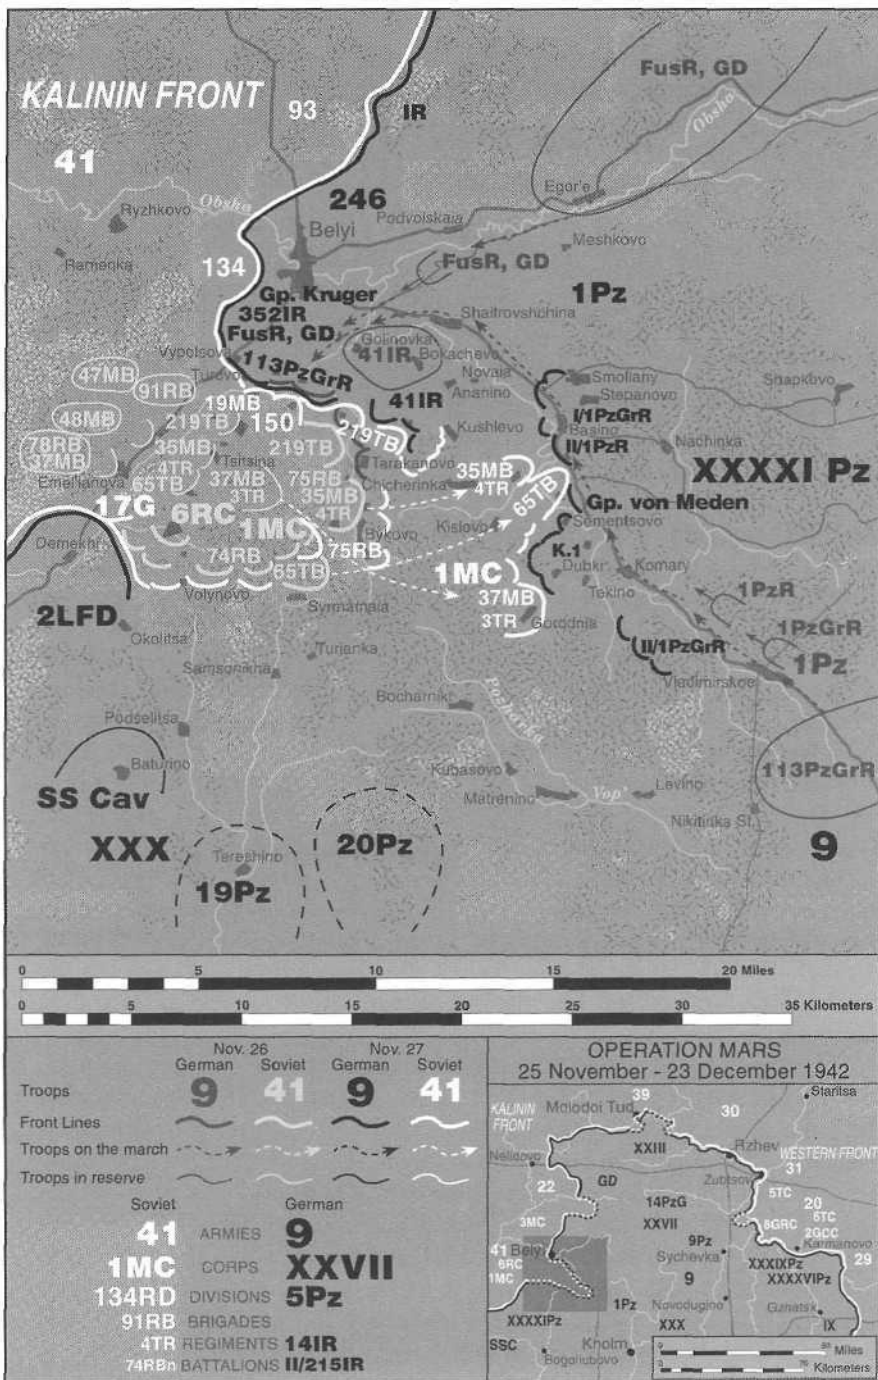 KALININ FRONT
93
IR
FusR, GD
41
Obsha
Egor'e
246
Ryzhkovo
Obsha
Podvoiskaia
Belyi
Meshkovo
Ramenka
134
FusR, GD
Gp. Kruger
1Pz
352IR
Shaitrovshchina
FusR, GD
Golinovka
Vypolsova
113PzGrR
41IR
Bokachevo
47MB
Turovo
Novaia
Smoliany
91RB
Ananino
Stepanovo
Shapkovo
19MB
41IR
I/1PzGrR
48MB
219TB
150
219TB
Kushlevo
Basino
78RB
35MB
219TB
II/1PzR
Nachinka
37MB
4TR
Tsitsina
Tarakanovo
35MB
XXXXI Pz
Emel'ianova
65TB
37MB
75RB
Chicherinka
4TR
65TB
3TR
35MB
Gp. von Meden
17G
6RC
1MC
4TR
Kislovo
Sementsovo
Demekhi
74RB
Bykovo
75RB
K.1
65TB
1MC
Dubki
Komary
Volynovo
37MB
Tekino
1PzR
2LFD
Syrmatnaia
3TR
Gorodnia
1PzGrR
Okolitsa
Turianka
II/1PzGrR
1Pz
Samsonikha
Vladimirskoe
Bocharniki
Podselitsa
Baturino
Kubasovo
113PzGrR
SS Cav
Matrenino
Vop'
Levino
XXX
20Pz
Nikitinka St.
9
Tereshino
19Pz
0 5 10 15 20 Miles
0 5 10 15 20 25 30 35 Kilometers
Nov. 26 Nov. 27
German Soviet German Soviet
Troops 9 41 9 41
Front Lines
Troops on the march
Troops in reserve
Soviet German
41 ARMIES 9
1MC CORPS XXVII
134RD DIVISIONS 5Pz
91RB BRIGADES
4TR REGIMENTS 14IR
74RBn BATTALIONS II/215IR
OPERATION MARS
25 November - 23 December 1942
39
Staritsa
KALININ
FRONT
Molodoi Tud
30
XXIII
Rzhev
WESTERN FRONT
Nelidovo
Zubtsov
31
22
GD
5TC
20
14PzG
6TC
3MC
XXVII
8GRC
2GCC
9Pz
Karmanovo
41
Belyi
Sychevka
29
6RC
XXXIXPz
1MC
9
XXXXVIPz
1Pz
Novodugino
Gzhatsk
XXXXIPz
XXX
IX
SSC
Kholm
Bogoliubovo
Miles
Kilometers